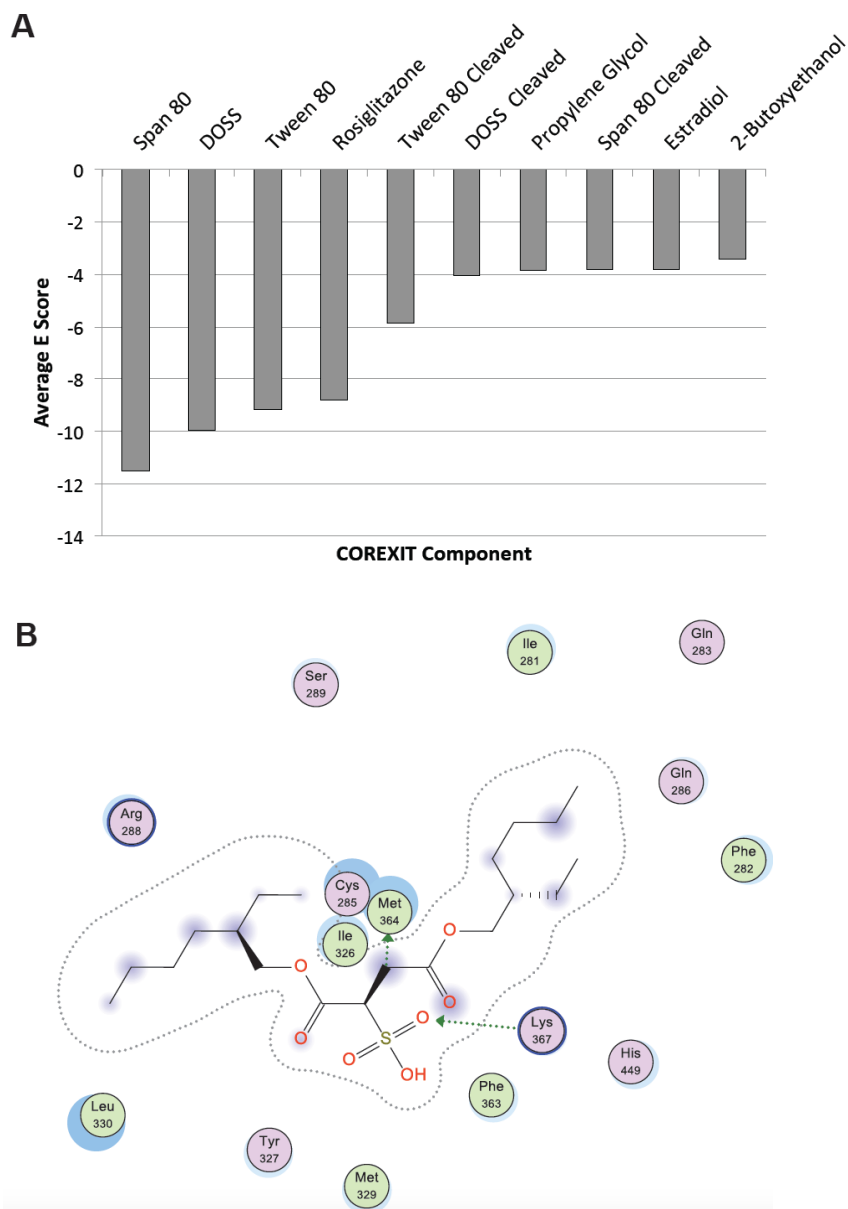 A
Span 80
DOSS
Tween 80
Rosiglitazone
Tween 80 Cleaved
DOSS Cleaved
Propylene Glycol
Span 80 Cleaved
Estradiol
2-Butoxyethanol
0
-2
-4
-6
-8
-10
-12
-14
Average E Score
COREXIT Component
B
Ile
281
Gln
283
Ser
289
Gln
286
Arg
288
Phe
282
Cys
285
Met
364
Ile
326
O
O
O
O
O
S
O
OH
Lys
367
His
449
Phe
363
Leu
330
Tyr
327
Met
329